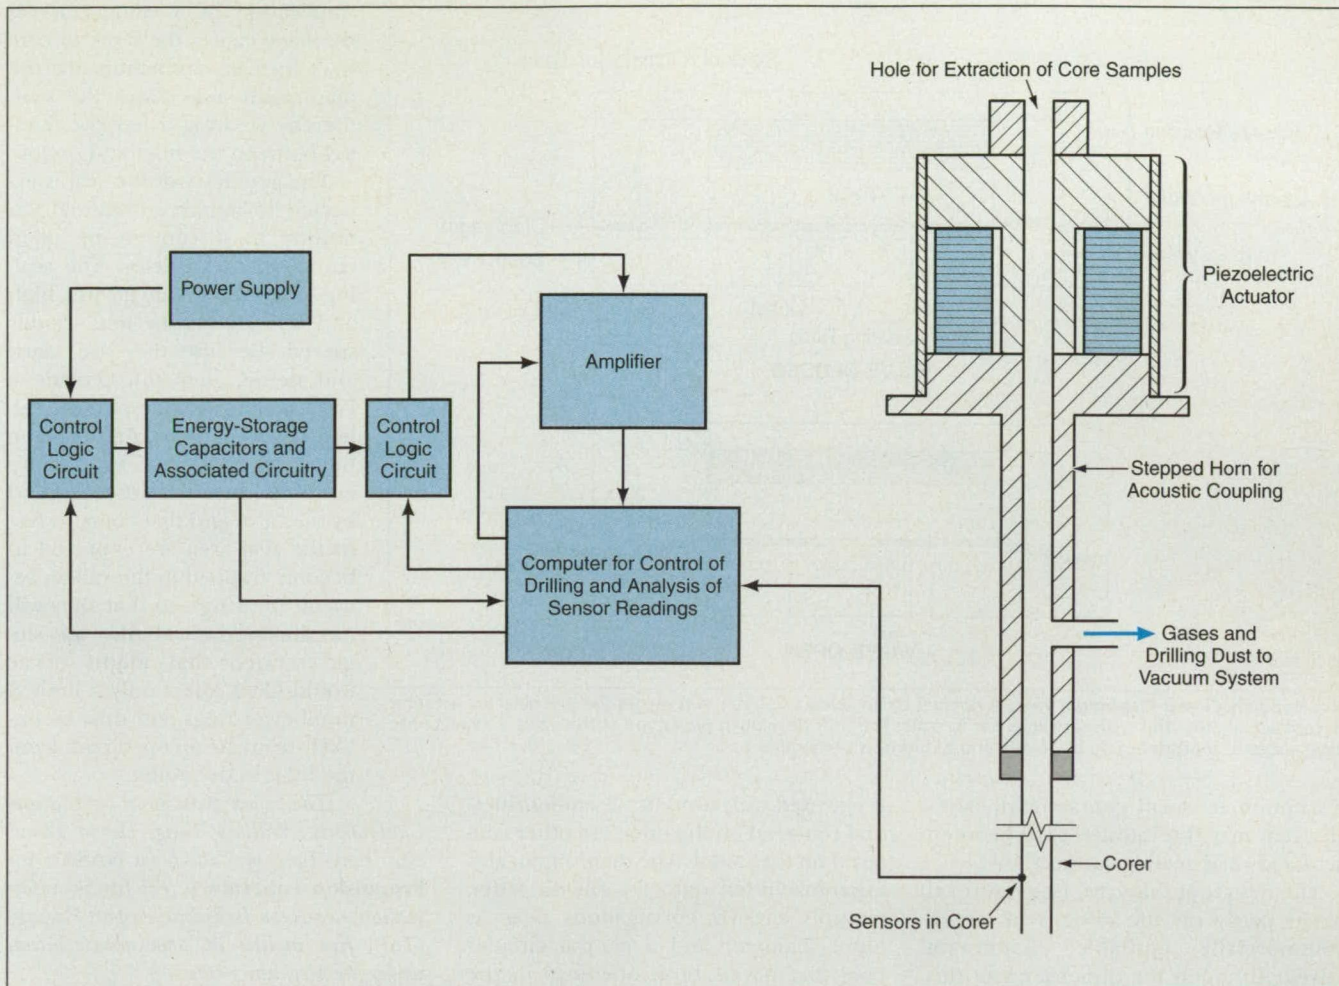 Hole for Extraction of Core Samples
Piezoelectric
Actuator
Power Supply
Amplifier
Control
Logic
Circuit
Energy-Storage
Capacitors and
Associated Circuitry
Control
Logic
Circuit
Stepped Horn for
Acoustic Coupling
Computer for Control of
Drilling and Analysis of
Sensor Readings
Gases and
Drilling Dust to
Vacuum System
Corer
Sensors in Corer